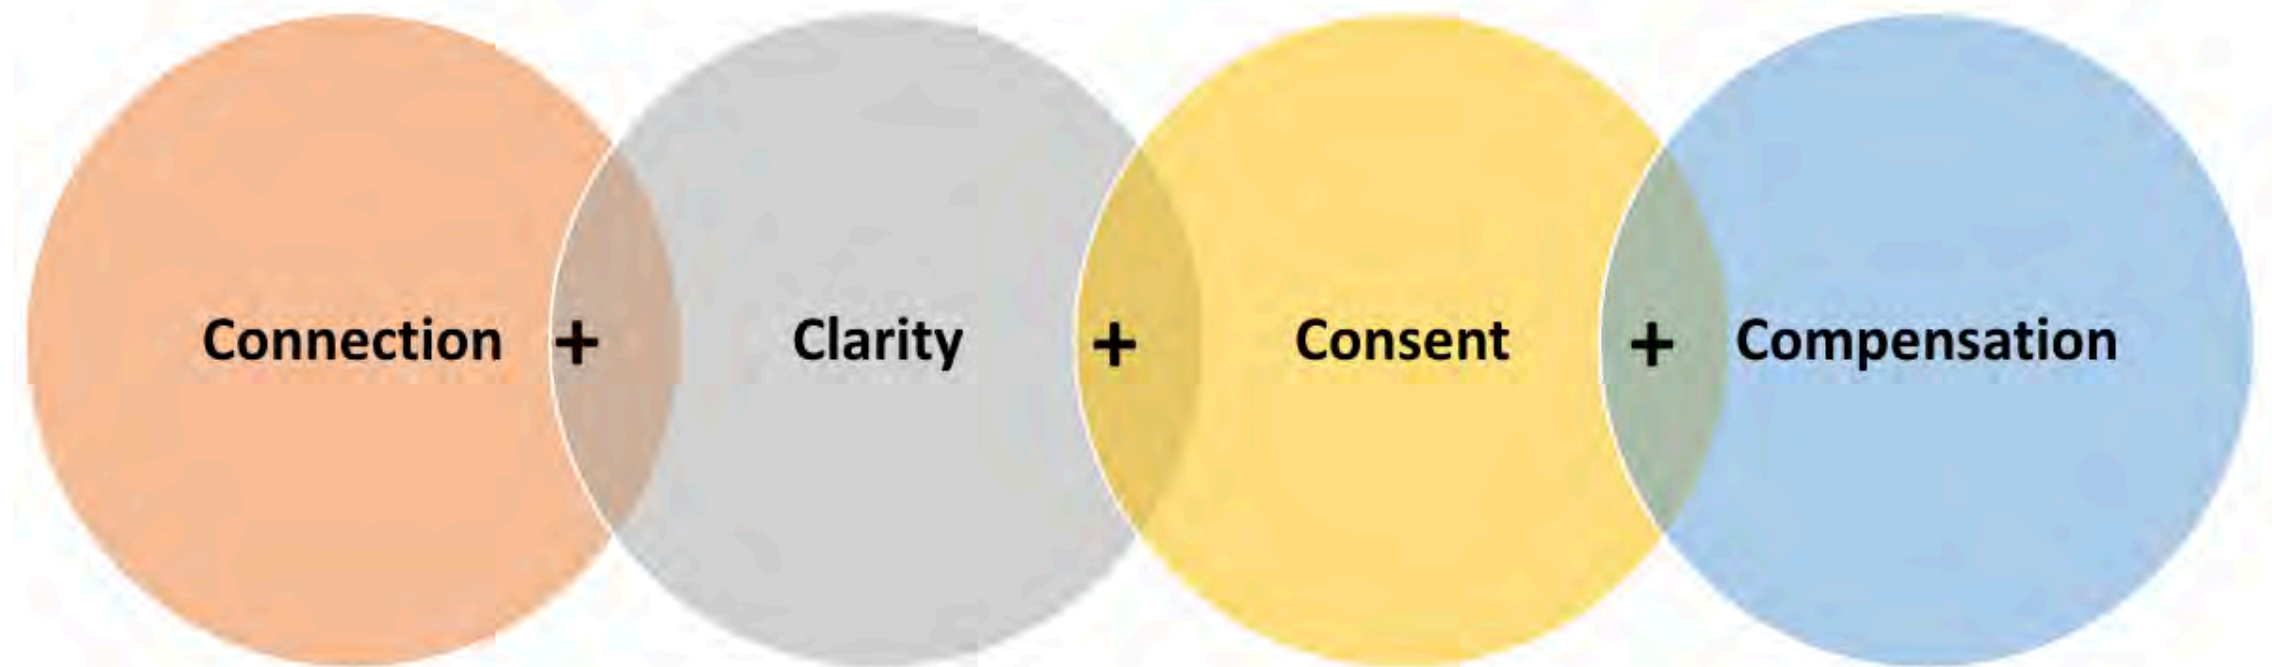 Connection + Clarity + Consent + Compensation